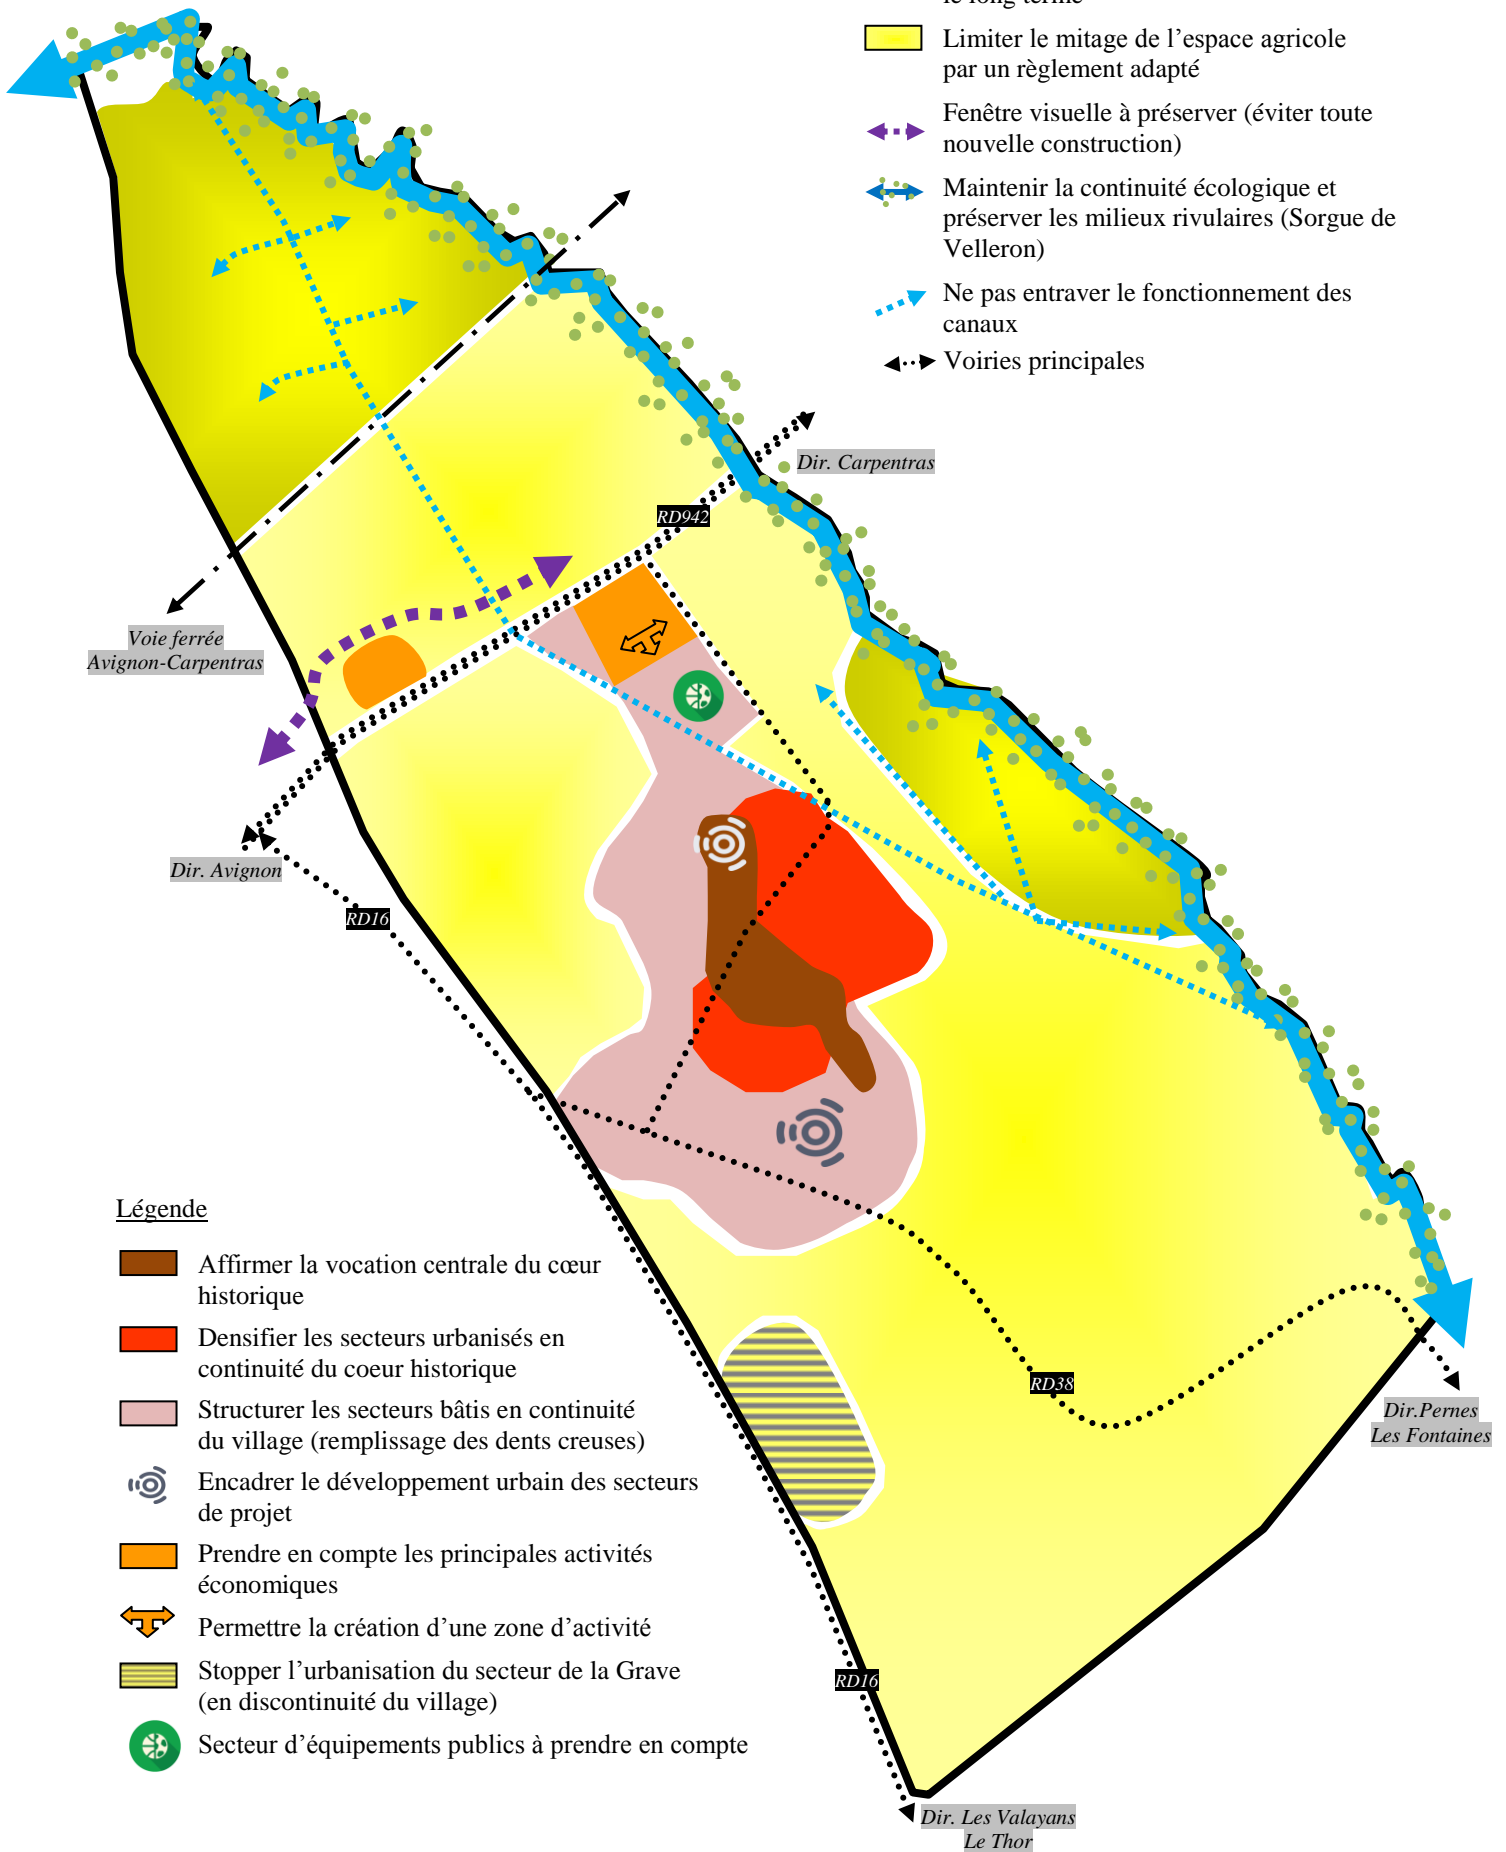 le long terme
Limiter le mitage de l'espace agricole
par un règlement adapté
Fenêtre visuelle à préserver (éviter toute
nouvelle construction)
Maintenir la continuité écologique et
préserver les milieux rivulaires (Sorgue de
Velleron)
Ne pas entraver le fonctionnement des
canaux
Voiries principales
Dir. Carpentras
RD942
Voie ferrée
Avignon-Carpentras
Dir. Avignon
RD16
RD38
Dir.Pernes
Les Fontaines
RD16
Dir. Les Valayans
Le Thor
Légende
Affirmer la vocation centrale du cœur
historique
Densifier les secteurs urbanisés en
continuité du coeur historique
Structurer les secteurs bâtis en continuité
du village (remplissage des dents creuses)
Encadrer le développement urbain des secteurs
de projet
Prendre en compte les principales activités
économiques
Permettre la création d'une zone d'activité
Stopper l'urbanisation du secteur de la Grave
(en discontinuité du village)
Secteur d'équipements publics à prendre en compte